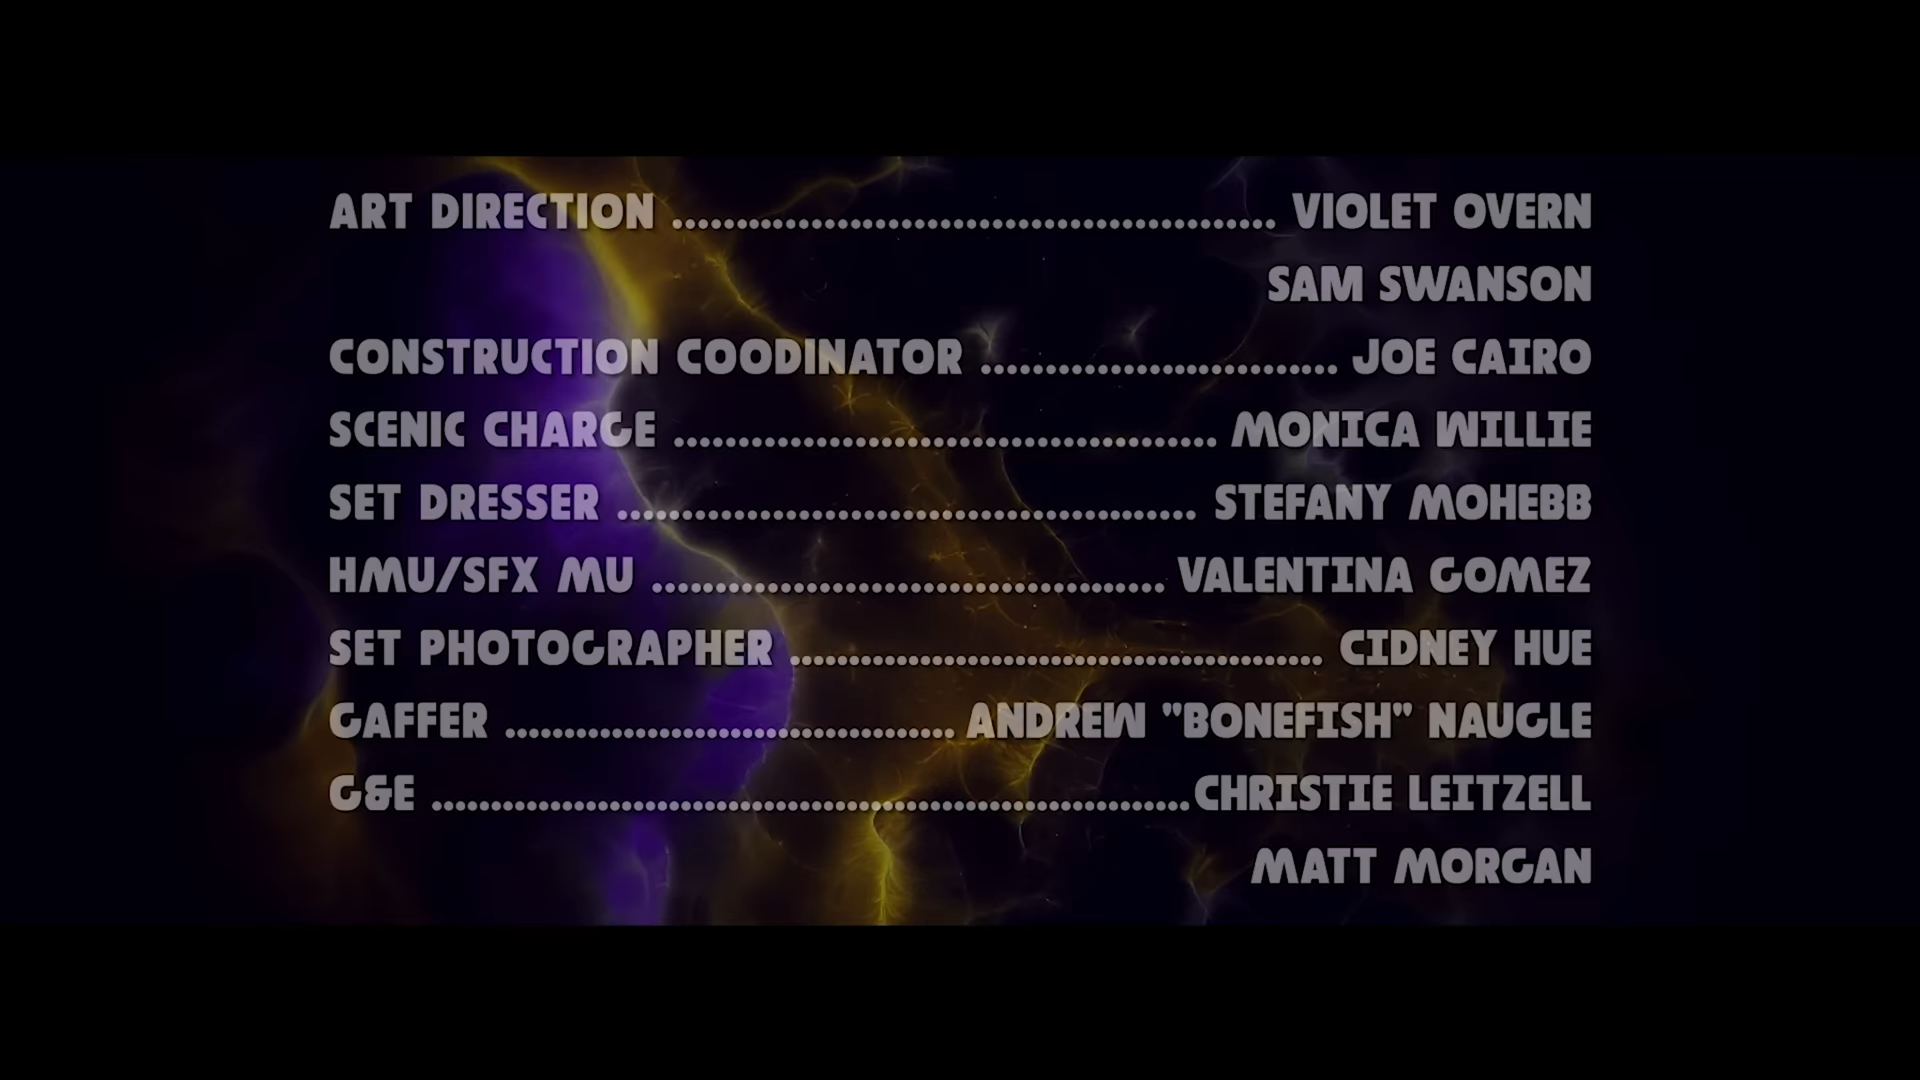 ART DIRECTION ............................................... VIOLET OVERN
SAM SWANSON
CONSTRUCTION COODINATOR ............................ JOE CAIRO
SCENIC CHARGE .......................................... MONICA WILLIE
SET DRESSER ............................................. STEFANY MOHEBB
HMU/SFX MU ........................................ VALENTINA GOMEZ
SET PHOTOGRAPHER ......................................... CIDNEY HUE
GAFFER ................................... ANDREW "BONEFISH" NAUGLE
G&E ...........................................................CHRISTIE LEITZELL
MATT MORGAN